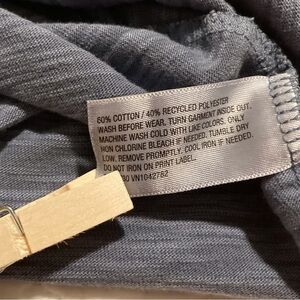 60% COTTON / 40% RECYCLED POLYESTER
WASH BEFORE WEAR. TURN GARMENT INSIDE OUT.
MACHINE WASH COLD WITH LIKE COLORS. ONLY
NON CHLORINE BLEACH IF NEEDED. TUMBLE DRY
LOW. REMOVE PROMPTLY. COOL IRON IF NEEDED.
DO NOT IRON ON PRINT LABEL.
VN1042782